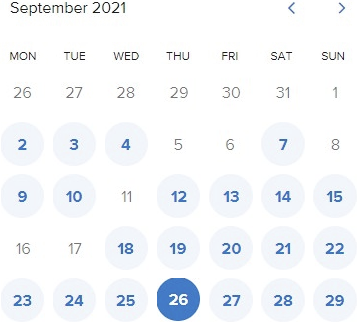 September 2021
MON TUE WED THU FRI SAT SUN
26 27 28 29 30 31 1
2 3 4 5 6 7 8
9 10 11 12 13 14 15
16 17 18 19 20 21 22
23 24 25 26 27 28 29